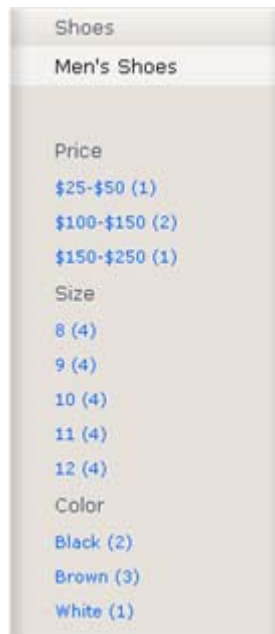 Shoes
Men's Shoes
Price
$25-$50 (1)
$100-$150 (2)
$150-$250 (1)
Size
8 (4)
9 (4)
10 (4)
11 (4)
12 (4)
Color
Black (2)
Brown (3)
White (1)